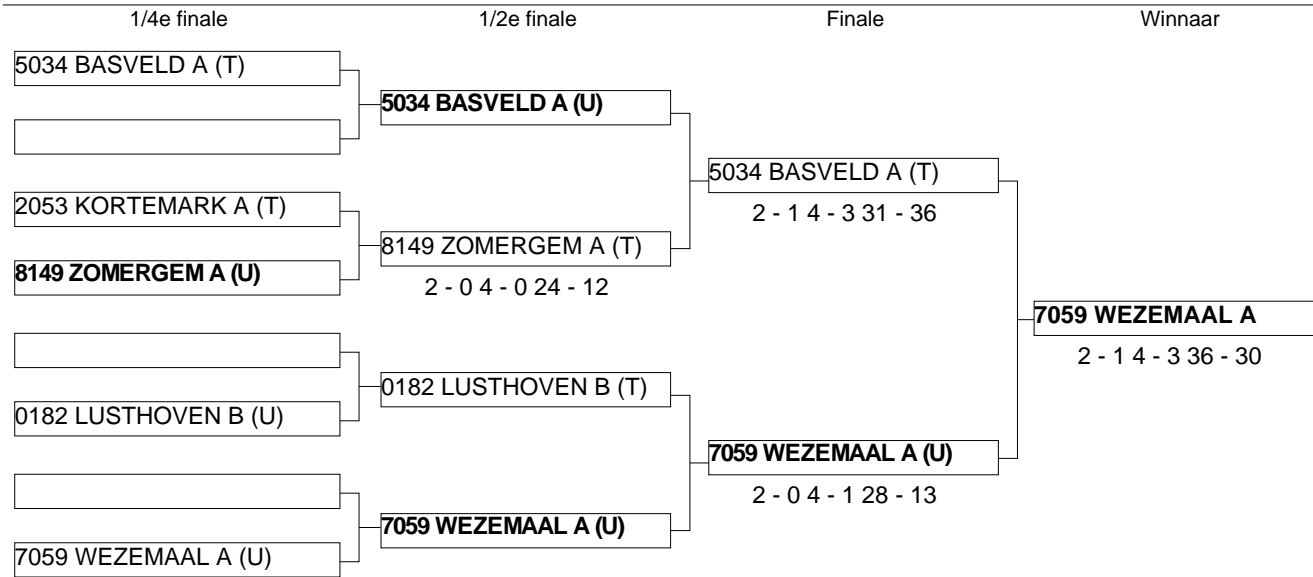 1/4e finale
1/2e finale
Finale
Winnaar
5034 BASVELD A (T)
2053 KORTEMARK A (T)
8149 ZOMERGEM A (U)
0182 LUSTHOVEN B (U)
7059 WEZEMAAL A (U)
5034 BASVELD A (U)
8149 ZOMERGEM A (T)
2 - 0 4 - 0 24 - 12
0182 LUSTHOVEN B (T)
7059 WEZEMAAL A (U)
5034 BASVELD A (T)
2 - 1 4 - 3 31 - 36
7059 WEZEMAAL A (U)
2 - 0 4 - 1 28 - 13
7059 WEZEMAAL A
2 - 1 4 - 3 36 - 30